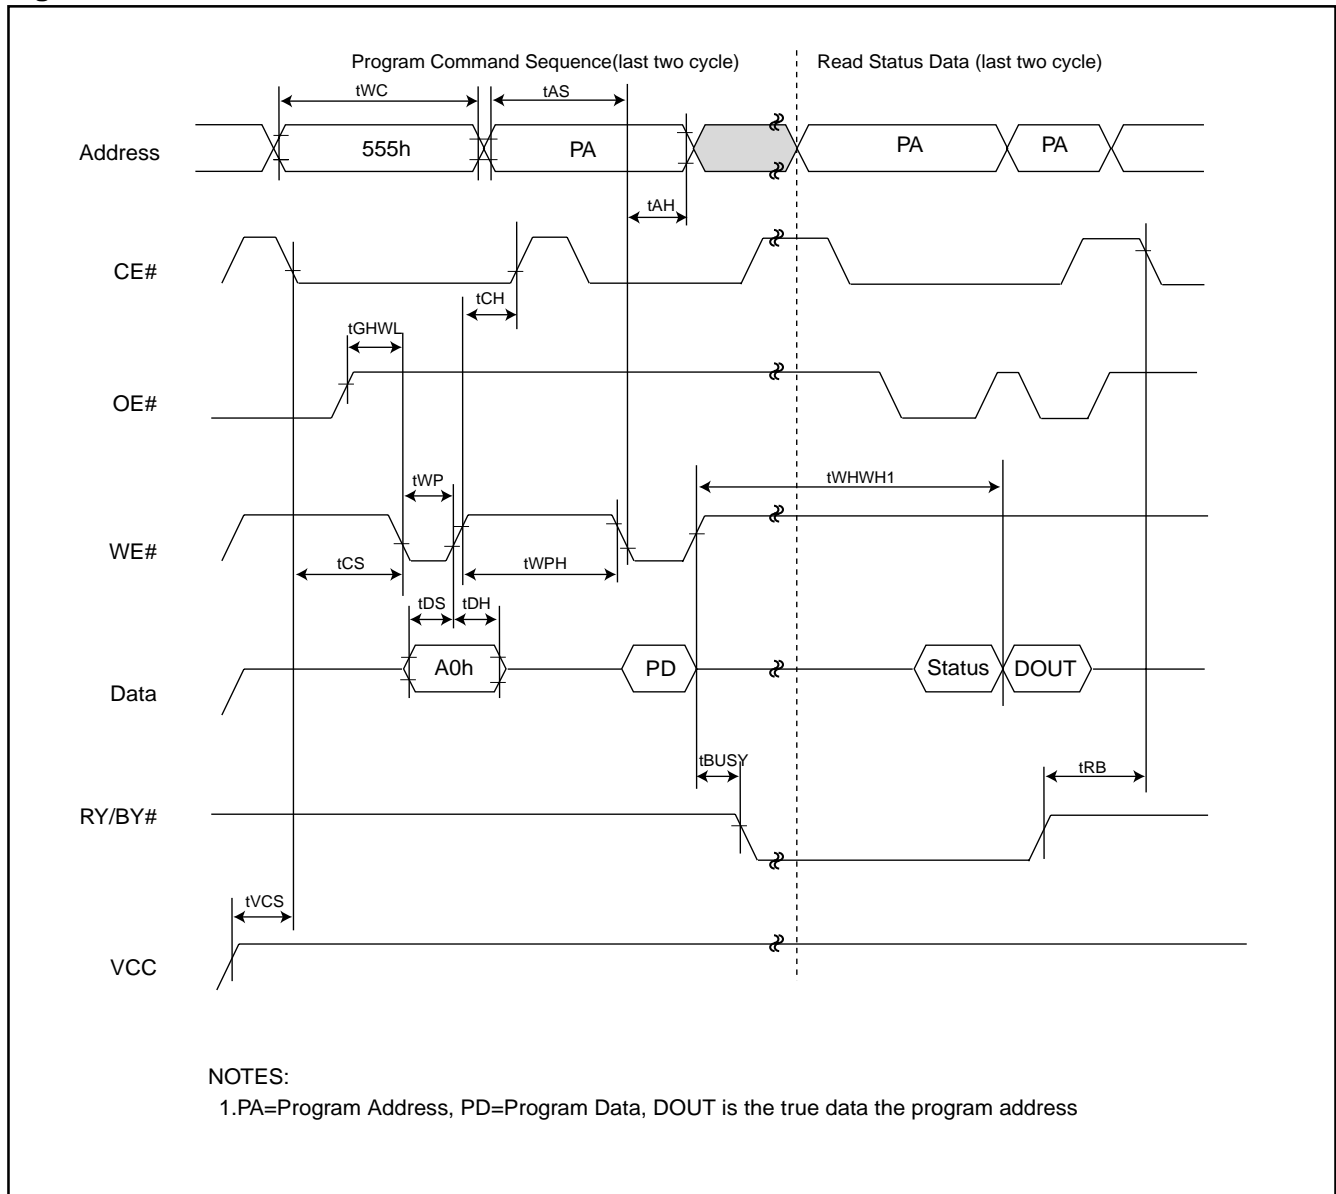 Program Command Sequence(last two cycle) Read Status Data (last two cycle)
tWC tAS
Address 555h PA PA PA
tAH
CE#
tCH
tGHWL
OE#
tWP tWHWH1
WE#
tCS tWPH
tDS tDH
Data A0h PD Status DOUT
tBUSY tRB
RY/BY#
tVCS
VCC
NOTES:
1.PA=Program Address, PD=Program Data, DOUT is the true data the program address